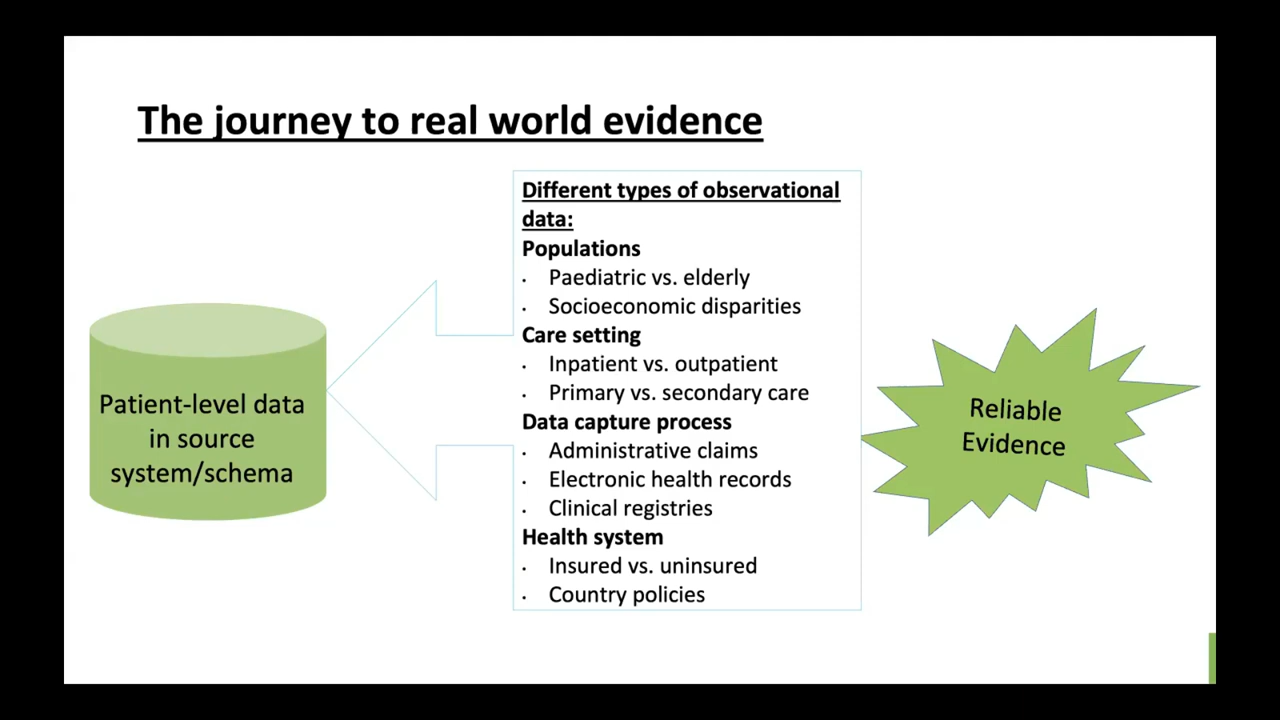 The journey to real world evidence
Patient-level data
in source
system/schema
Different types of observational
data:
Populations
• Paediatric vs. elderly
• Socioeconomic disparities
Care setting
• Inpatient vs. outpatient
• Primary vs. secondary care
Data capture process
• Administrative claims
• Electronic health records
• Clinical registries
Health system
• Insured vs. uninsured
• Country policies
Reliable
Evidence